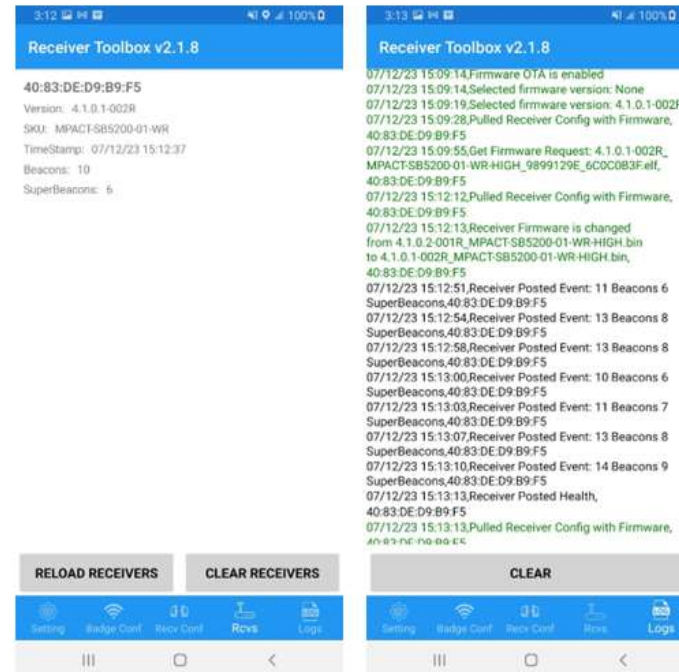 3:12
100%
Receiver Toolbox v2.1.8
40:83:DE:D9:B9:F5
Version: 4.1.0.1-002R
SKU: MPACT-SB5200-01-WR
TimeStamp: 07/12/23 15:12:37
Beacons: 10
SuperBeacons: 6
RELOAD RECEIVERS
CLEAR RECEIVERS
Setting
Badge Conf
Recv Conf
Rcvs
Logs
3:13
100%
Receiver Toolbox v2.1.8
07/12/23 15:09:14,Firmware OTA is enabled
07/12/23 15:09:14,Selected firmware version: None
07/12/23 15:09:19,Selected firmware version: 4.1.0.1-002R
07/12/23 15:09:28,Pulled Receiver Config with Firmware,
40:83:DE:D9:B9:F5
07/12/23 15:09:55,Get Firmware Request: 4.1.0.1-002R_
MPACT-SB5200-01-WR-HIGH_9899129E_6C0C0B3F.elf,
40:83:DE:D9:B9:F5
07/12/23 15:12:12,Pulled Receiver Config with Firmware,
40:83:DE:D9:B9:F5
07/12/23 15:12:13,Receiver Firmware is changed
from 4.1.0.2-001R_MPACT-SB5200-01-WR-HIGH.bin
to 4.1.0.1-002R_MPACT-SB5200-01-WR-HIGH.bin,
40:83:DE:D9:B9:F5
07/12/23 15:12:51,Receiver Posted Event: 11 Beacons 6
SuperBeacons,40:83:DE:D9:B9:F5
07/12/23 15:12:54,Receiver Posted Event: 13 Beacons 8
SuperBeacons,40:83:DE:D9:B9:F5
07/12/23 15:12:58,Receiver Posted Event: 13 Beacons 8
SuperBeacons,40:83:DE:D9:B9:F5
07/12/23 15:13:00,Receiver Posted Event: 10 Beacons 6
SuperBeacons,40:83:DE:D9:B9:F5
07/12/23 15:13:03,Receiver Posted Event: 11 Beacons 7
SuperBeacons,40:83:DE:D9:B9:F5
07/12/23 15:13:07,Receiver Posted Event: 13 Beacons 8
SuperBeacons,40:83:DE:D9:B9:F5
07/12/23 15:13:10,Receiver Posted Event: 14 Beacons 9
SuperBeacons,40:83:DE:D9:B9:F5
07/12/23 15:13:13,Receiver Posted Health,
40:83:DE:D9:B9:F5
07/12/23 15:13:13,Pulled Receiver Config with Firmware,
40:83:DE:D9:B9:F5
CLEAR
Setting
Badge Conf
Recv Conf
Rcvs
Logs